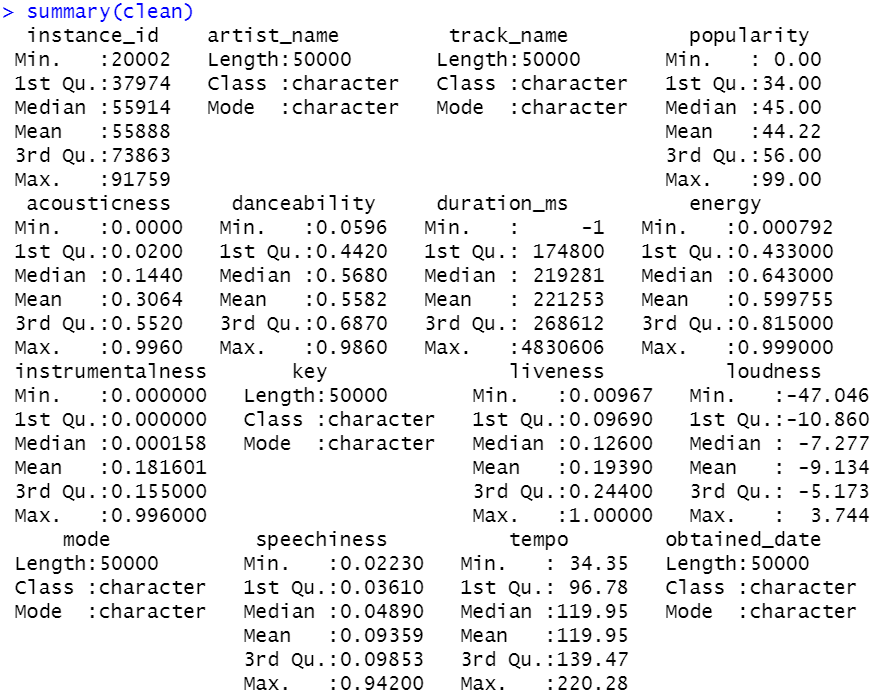 > summary(clean)
instance_id artist_name track_name popularity
Min. :20002 Length:50000 Length:50000 Min. : 0.00
1st Qu.:37974 Class :character Class :character 1st Qu.:34.00
Median :55914 Mode :character Mode :character Median :45.00
Mean :55888 Mean :44.22
3rd Qu.:73863 3rd Qu.:56.00
Max. :91759 Max. :99.00
acousticness danceability duration_ms energy
Min. :0.0000 Min. :0.0596 Min. : -1 Min. :0.000792
1st Qu.:0.0200 1st Qu.:0.4420 1st Qu.: 174800 1st Qu.:0.433000
Median :0.1440 Median :0.5680 Median : 219281 Median :0.643000
Mean :0.3064 Mean :0.5582 Mean : 221253 Mean :0.599755
3rd Qu.:0.5520 3rd Qu.:0.6870 3rd Qu.: 268612 3rd Qu.:0.815000
Max. :0.9960 Max. :0.9860 Max. :4830606 Max. :0.999000
instrumentalness key liveness loudness
Min. :0.000000 Length:50000 Min. :0.00967 Min. :-47.046
1st Qu.:0.000000 Class :character 1st Qu.:0.09690 1st Qu.:-10.860
Median :0.000158 Mode :character Median :0.12600 Median : -7.277
Mean :0.181601 Mean :0.19390 Mean : -9.134
3rd Qu.:0.155000 3rd Qu.:0.24400 3rd Qu.: -5.173
Max. :0.996000 Max. :1.00000 Max. : 3.744
mode speechiness tempo obtained_date
Length:50000 Min. :0.02230 Min. : 34.35 Length:50000
Class :character 1st Qu.:0.03610 1st Qu.: 96.78 Class :character
Mode :character Median :0.04890 Median :119.95 Mode :character
Mean :0.09359 Mean :119.95
3rd Qu.:0.09853 3rd Qu.:139.47
Max. :0.94200 Max. :220.28